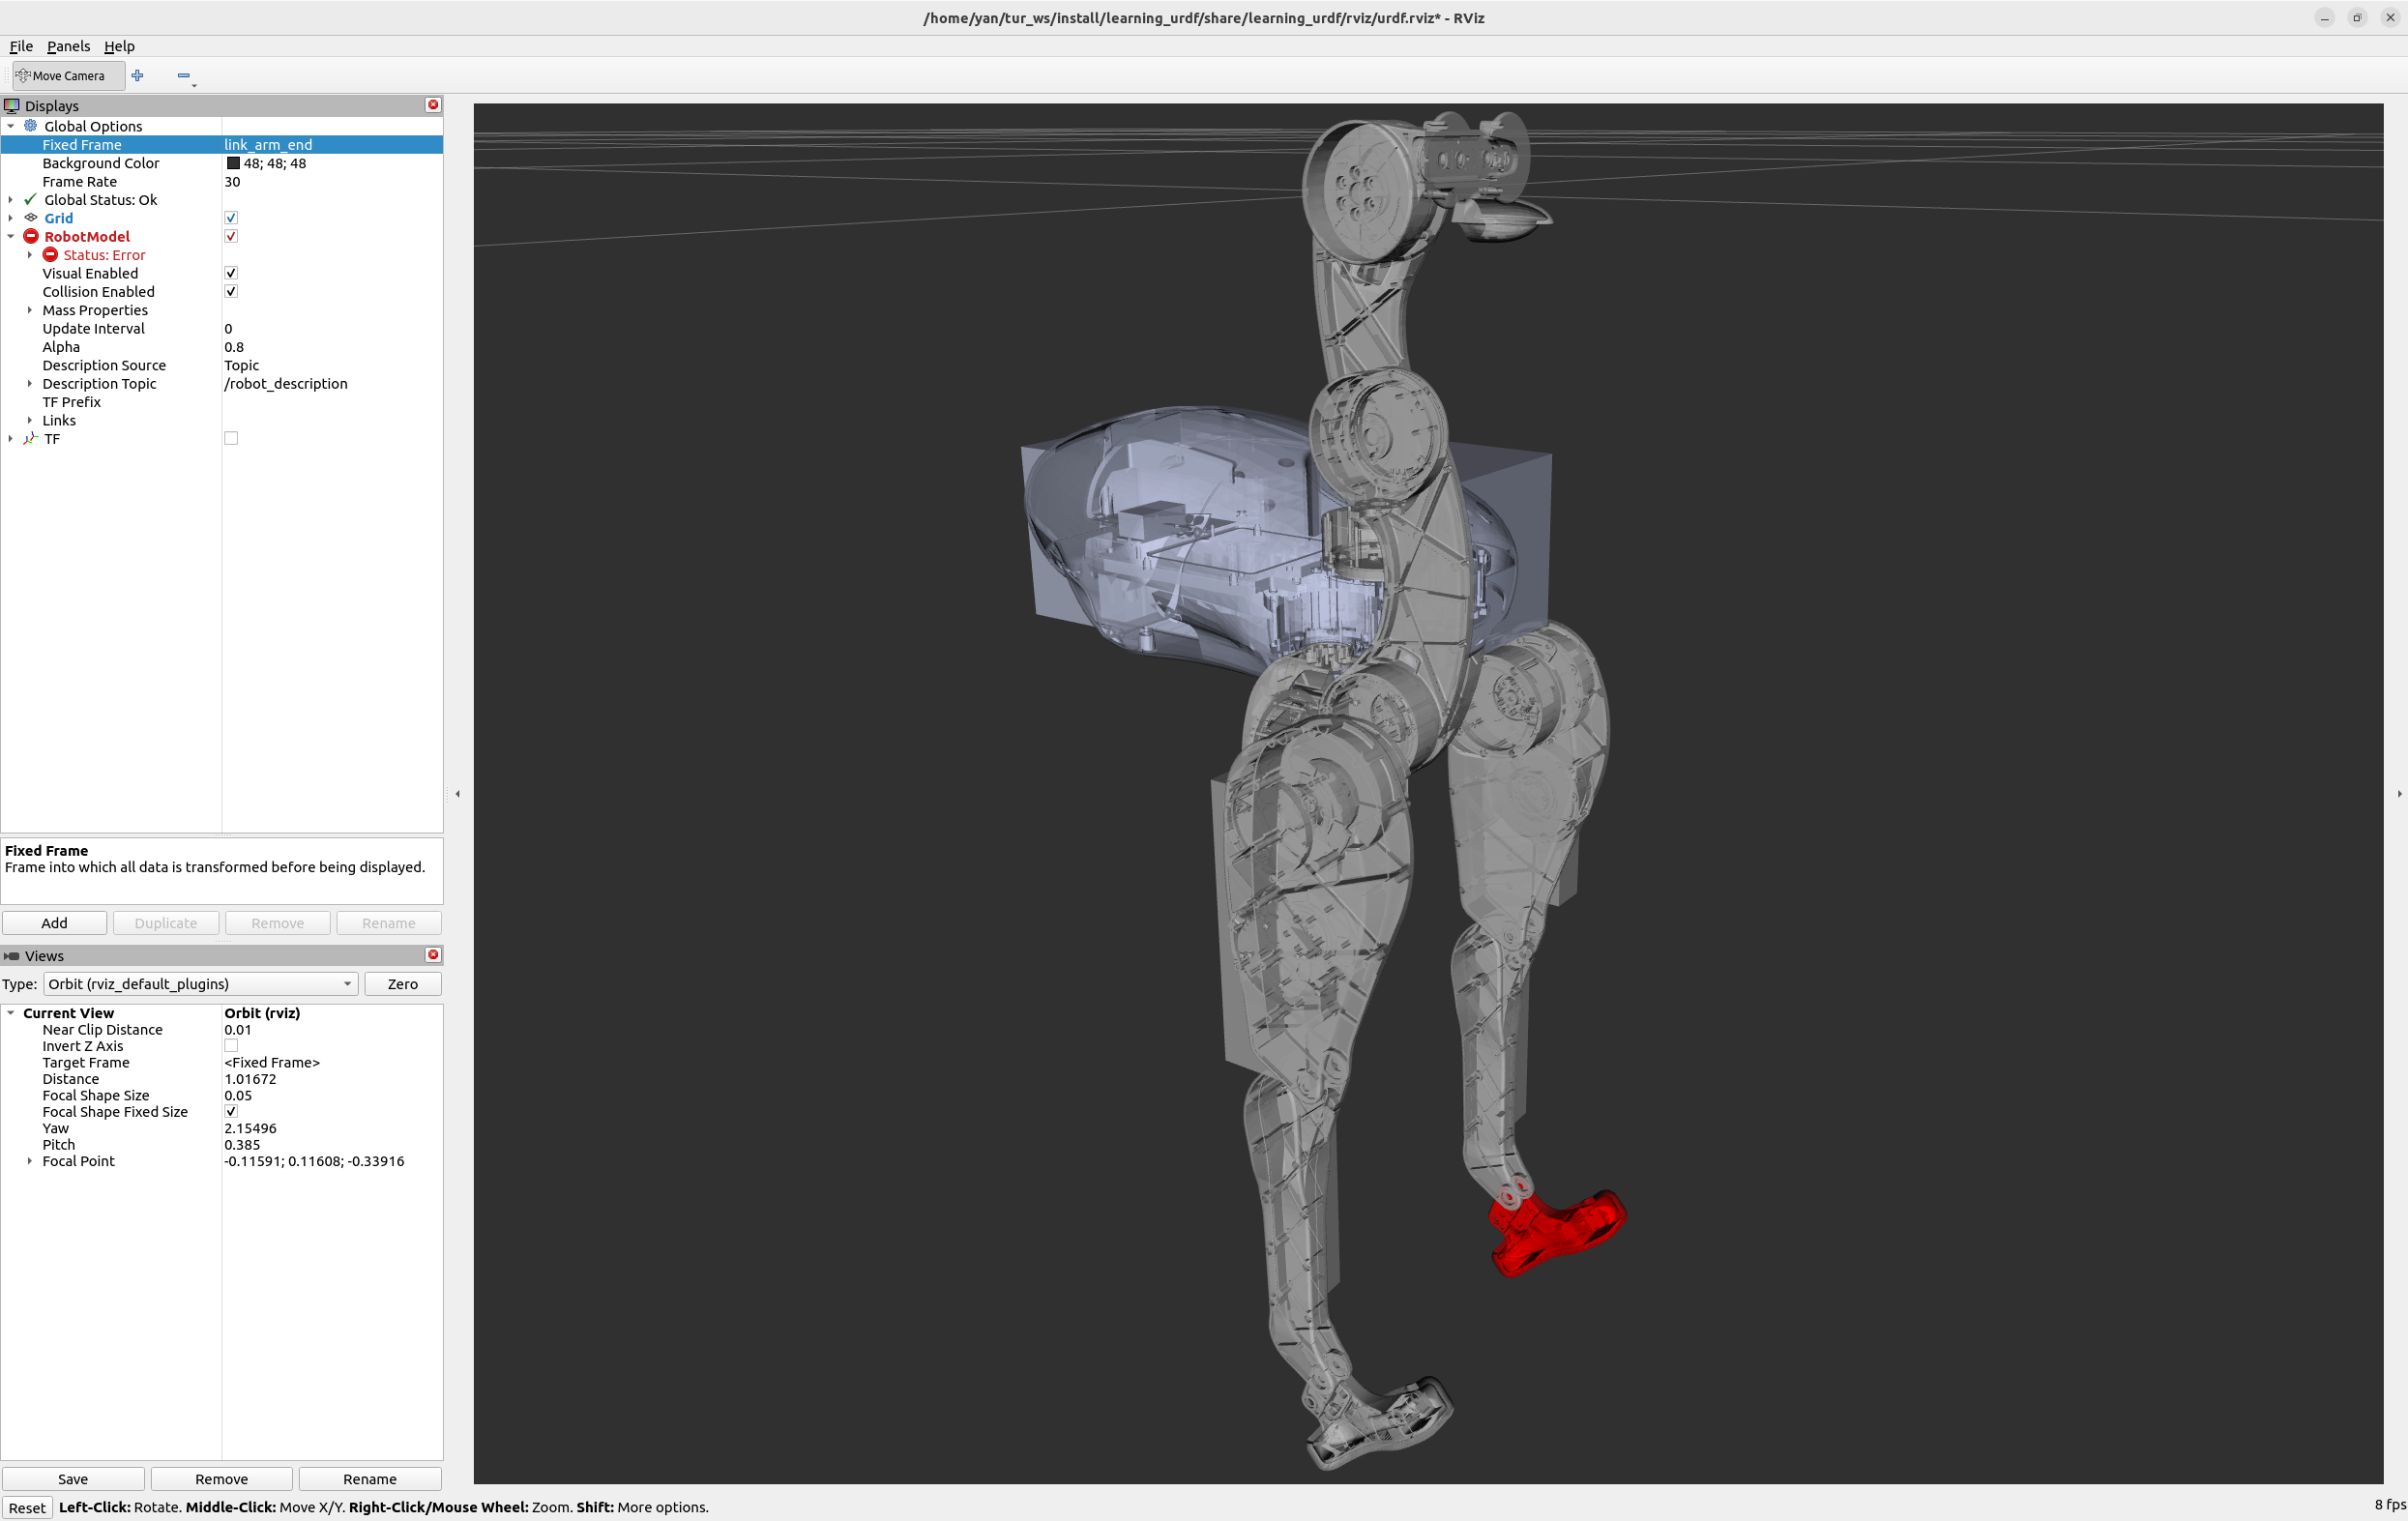 /home/yan/tur_ws/install/learning_urdf/share/learning_urdf/rviz/urdf.rviz* - RViz
File Panels Help
Move Camera
Displays
Global Options
Fixed Frame link_arm_end
Background Color 48; 48; 48
Frame Rate 30
Global Status: Ok
Grid
RobotModel
Status: Error
Visual Enabled
Collision Enabled
Mass Properties
Update Interval 0
Alpha 0.8
Description Source Topic
Description Topic /robot_description
TF Prefix
Links
TF
Fixed Frame
Frame into which all data is transformed before being displayed.
Add Duplicate Remove Rename
Views
Type: Orbit (rviz_default_plugins) Zero
Current View Orbit (rviz)
Near Clip Distance 0.01
Invert Z Axis
Target Frame <Fixed Frame>
Distance 1.01672
Focal Shape Size 0.05
Focal Shape Fixed Size
Yaw 2.15496
Pitch 0.385
Focal Point -0.11591; 0.11608; -0.33916
Save Remove Rename
Reset Left-Click: Rotate. Middle-Click: Move X/Y. Right-Click/Mouse Wheel: Zoom. Shift: More options. 8 fps